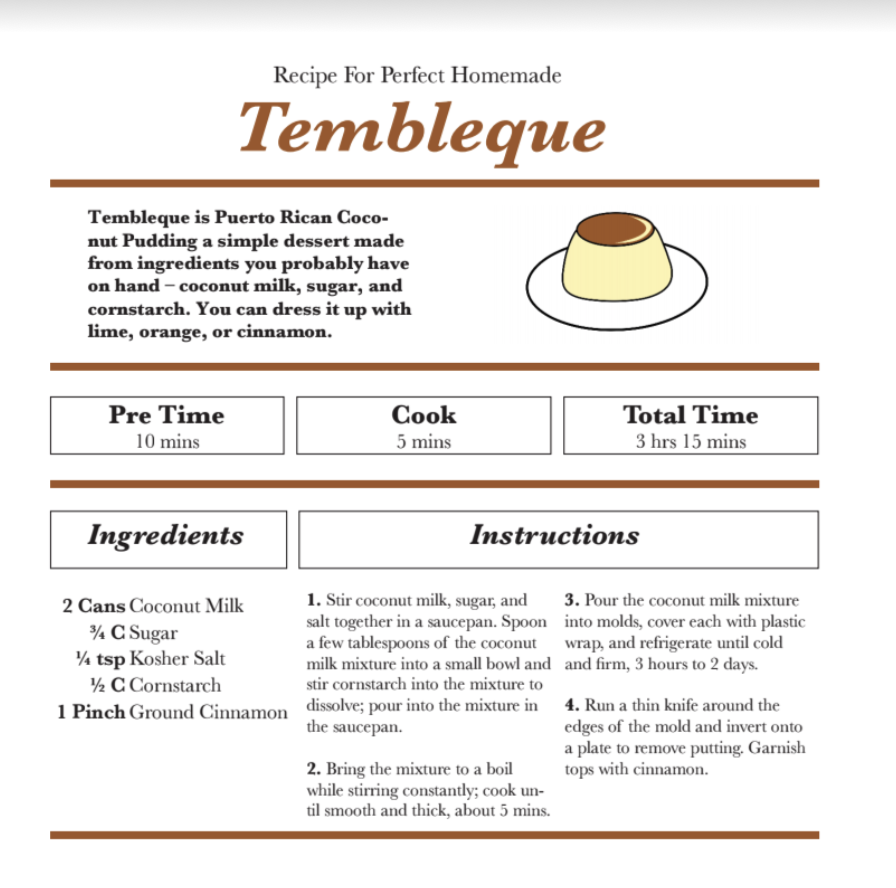 Recipe For Perfect Homemade
Tembleque
Tembleque is Puerto Rican Coco-
nut Pudding a simple dessert made
from ingredients you probably have
on hand – coconut milk, sugar, and
cornstarch. You can dress it up with
lime, orange, or cinnamon.
Pre Time
10 mins
Cook
5 mins
Total Time
3 hrs 15 mins
Ingredients
2 Cans Coconut Milk
¾ C Sugar
¼ tsp Kosher Salt
½ C Cornstarch
1 Pinch Ground Cinnamon
Instructions
1. Stir coconut milk, sugar, and
salt together in a saucepan. Spoon
a few tablespoons of the coconut
milk mixture into a small bowl and
stir cornstarch into the mixture to
dissolve; pour into the mixture in
the saucepan.
2. Bring the mixture to a boil
while stirring constantly; cook un-
til smooth and thick, about 5 mins.
3. Pour the coconut milk mixture
into molds, cover each with plastic
wrap, and refrigerate until cold
and firm, 3 hours to 2 days.
4. Run a thin knife around the
edges of the mold and invert onto
a plate to remove putting. Garnish
tops with cinnamon.